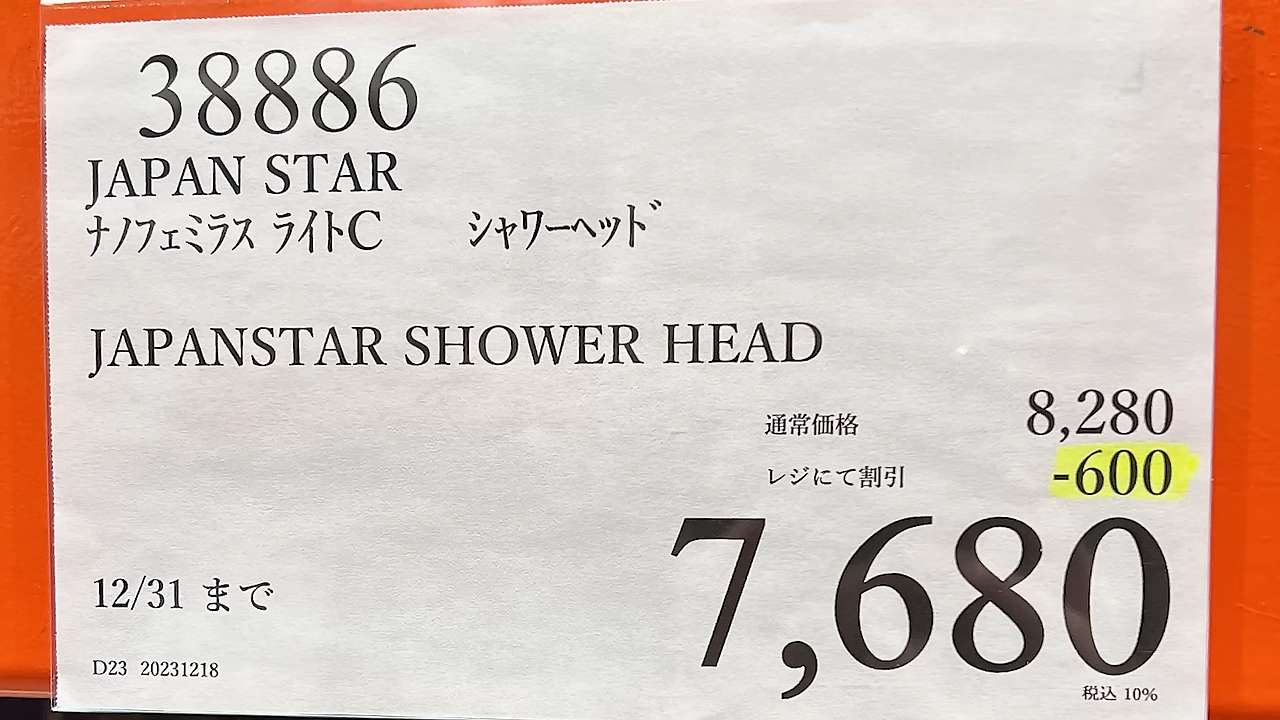 38886
JAPAN STAR
ナノフェミラス ライトC シャワーヘッド
JAPANSTAR SHOWER HEAD
通常価格 8,280
レジにて割引 -600
7,680
12/31 まで
D23 20231218
税込 10%